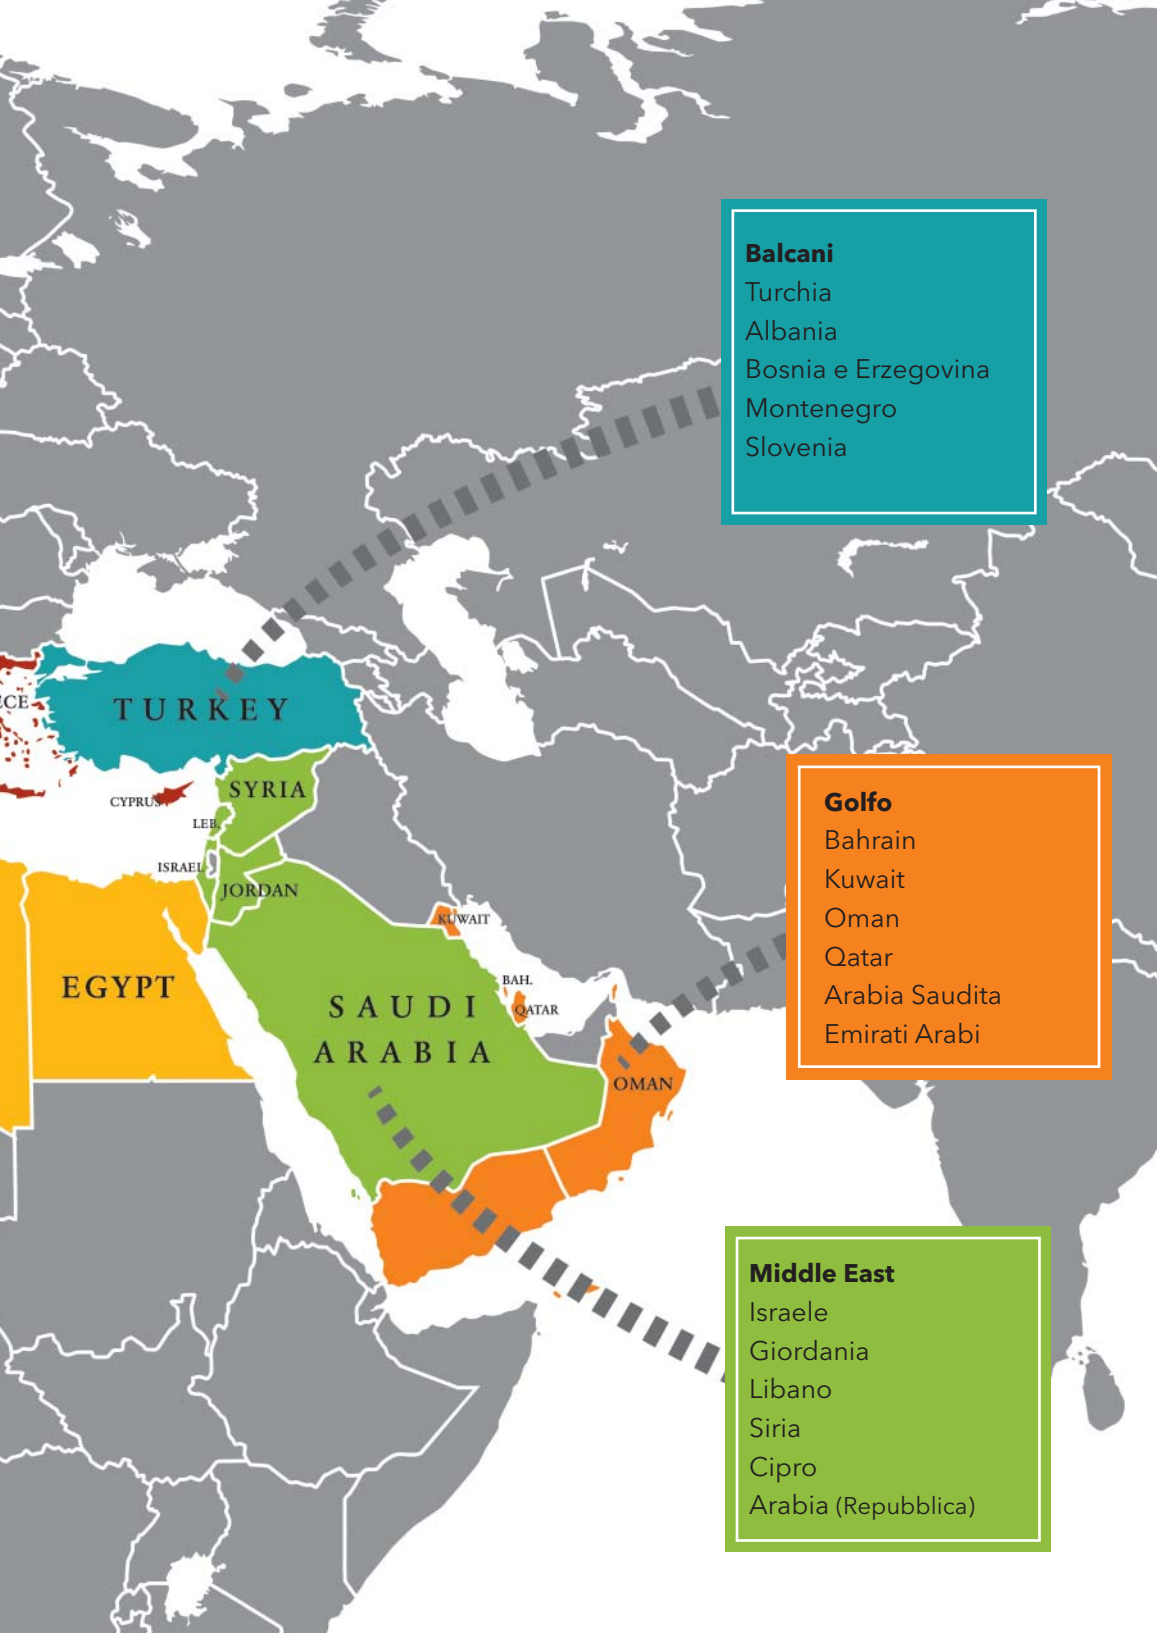 Balcani
Turchia
Albania
Bosnia e Erzegovina
Montenegro
Slovenia
CE
TURKEY
CYPRUS
SYRIA
LEB.
ISRAEL
JORDAN
KUWAIT
EGYPT
BAH.
QATAR
SAUDI
ARABIA
OMAN
Golfo
Bahrain
Kuwait
Oman
Qatar
Arabia Saudita
Emirati Arabi
Middle East
Israele
Giordania
Libano
Siria
Cipro
Arabia (Repubblica)